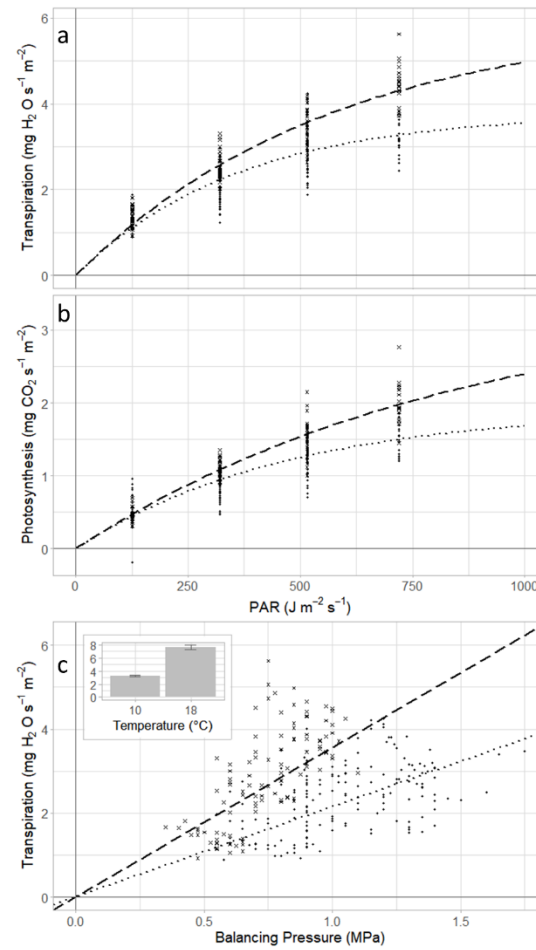 a
6
4
2
0
Transpiration (mg H₂ O s⁻¹ m⁻²)
b
3
2
1
0
Photosynthesis (mg CO₂ s⁻¹ m⁻²)
0 250 500 750 1000
PAR (J m⁻² s⁻¹)
c
8
6
4
2
0
10 18
Temperature (°C)
6
4
2
0
Transpiration (mg H₂ O s⁻¹ m⁻²)
0.0 0.5 1.0 1.5
Balancing Pressure (MPa)